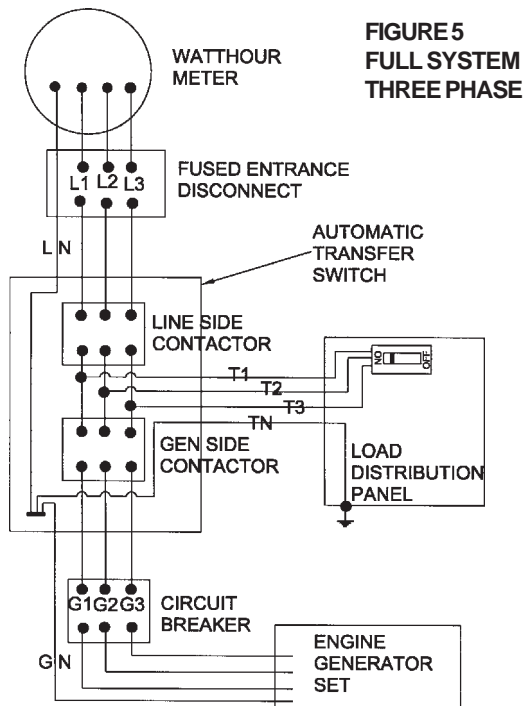 FIGURE 5
FULL SYSTEM
THREE PHASE
WATTHOUR
METER
FUSED ENTRANCE
DISCONNECT
L1 L2 L3
L N
AUTOMATIC
TRANSFER
SWITCH
LINE SIDE
CONTACTOR
T1
T2
T3
TN
ON OFF
GEN SIDE
CONTACTOR
LOAD
DISTRIBUTION
PANEL
G1 G2 G3
CIRCUIT
BREAKER
G N
ENGINE
GENERATOR
SET